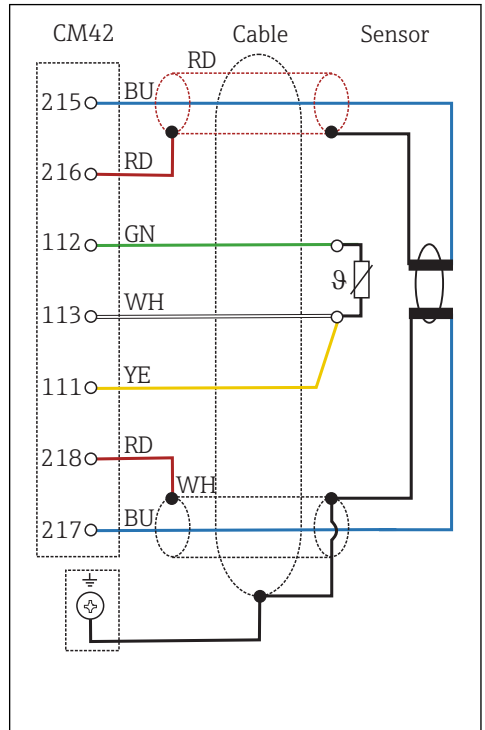 CM42 Cable Sensor
RD
215 BU
216 RD
112 GN
ϑ
113 WH
111 YE
218 RD
WH
217 BU